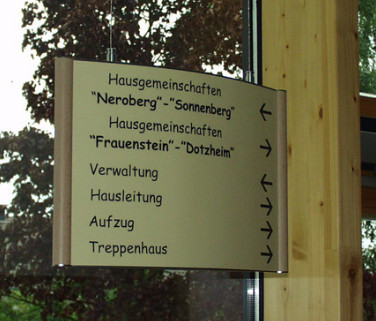 Hausgemeinschaften
"Neroberg"-"Sonnenberg" ←
Hausgemeinschaften
"Frauenstein"-"Dotzheim" →
Verwaltung ←
Hausleitung →
Aufzug →
Treppenhaus →